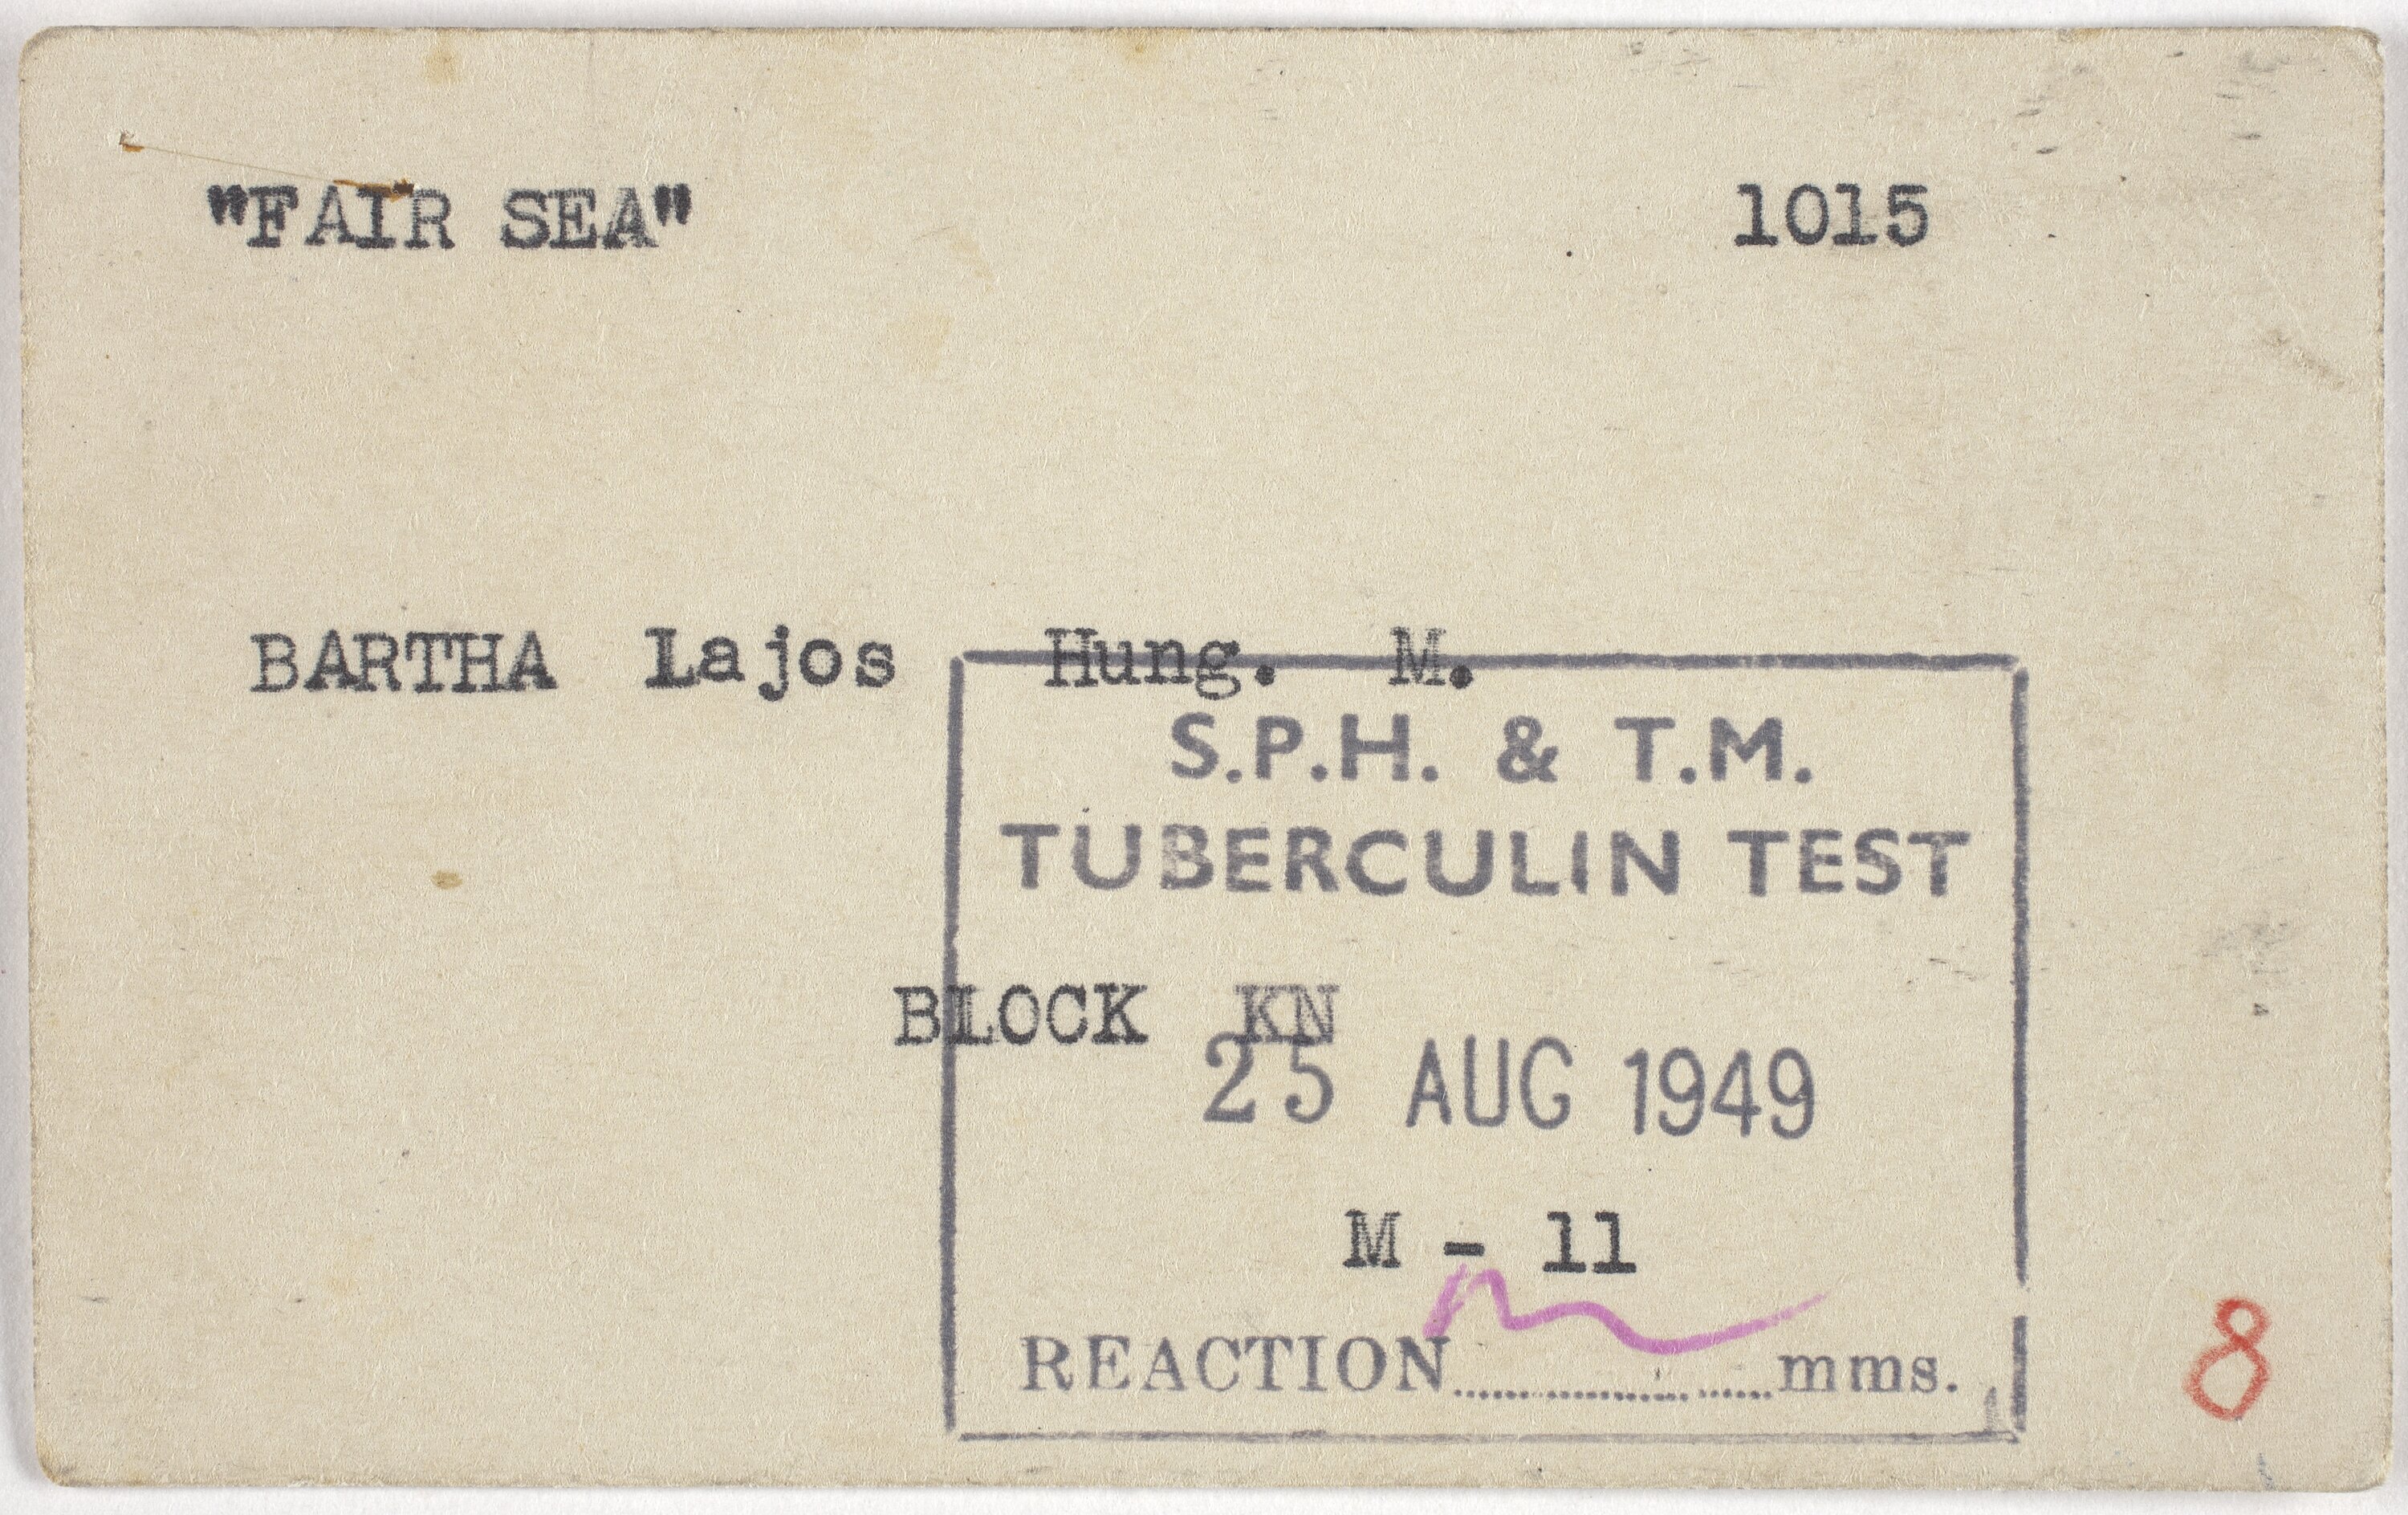 "FAIR SEA" 1015
BARTHA Lajos Hung. M.
S.P.H. & T.M.
TUBERCULIN TEST
BLOCK KN
25 AUG 1949
M - 11
REACTION..............mms.
8